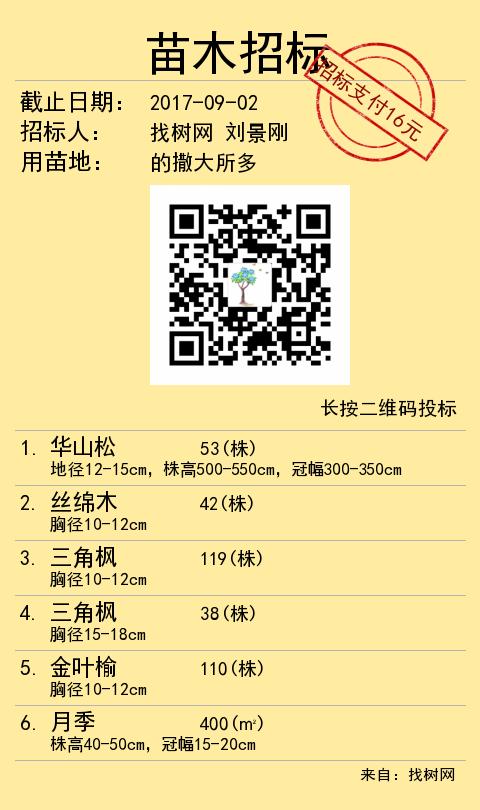 苗木招标
招标支付16元
截止日期： 2017-09-02
招标人： 找树网 刘景刚
用苗地： 的撒大所多
长按二维码投标
1. 华山松 53(株)
地径12-15cm，株高500-550cm，冠幅300-350cm
2. 丝绵木 42(株)
胸径10-12cm
3. 三角枫 119(株)
胸径10-12cm
4. 三角枫 38(株)
胸径15-18cm
5. 金叶榆 110(株)
胸径10-12cm
6. 月季 400(m²)
株高40-50cm，冠幅15-20cm
来自：找树网